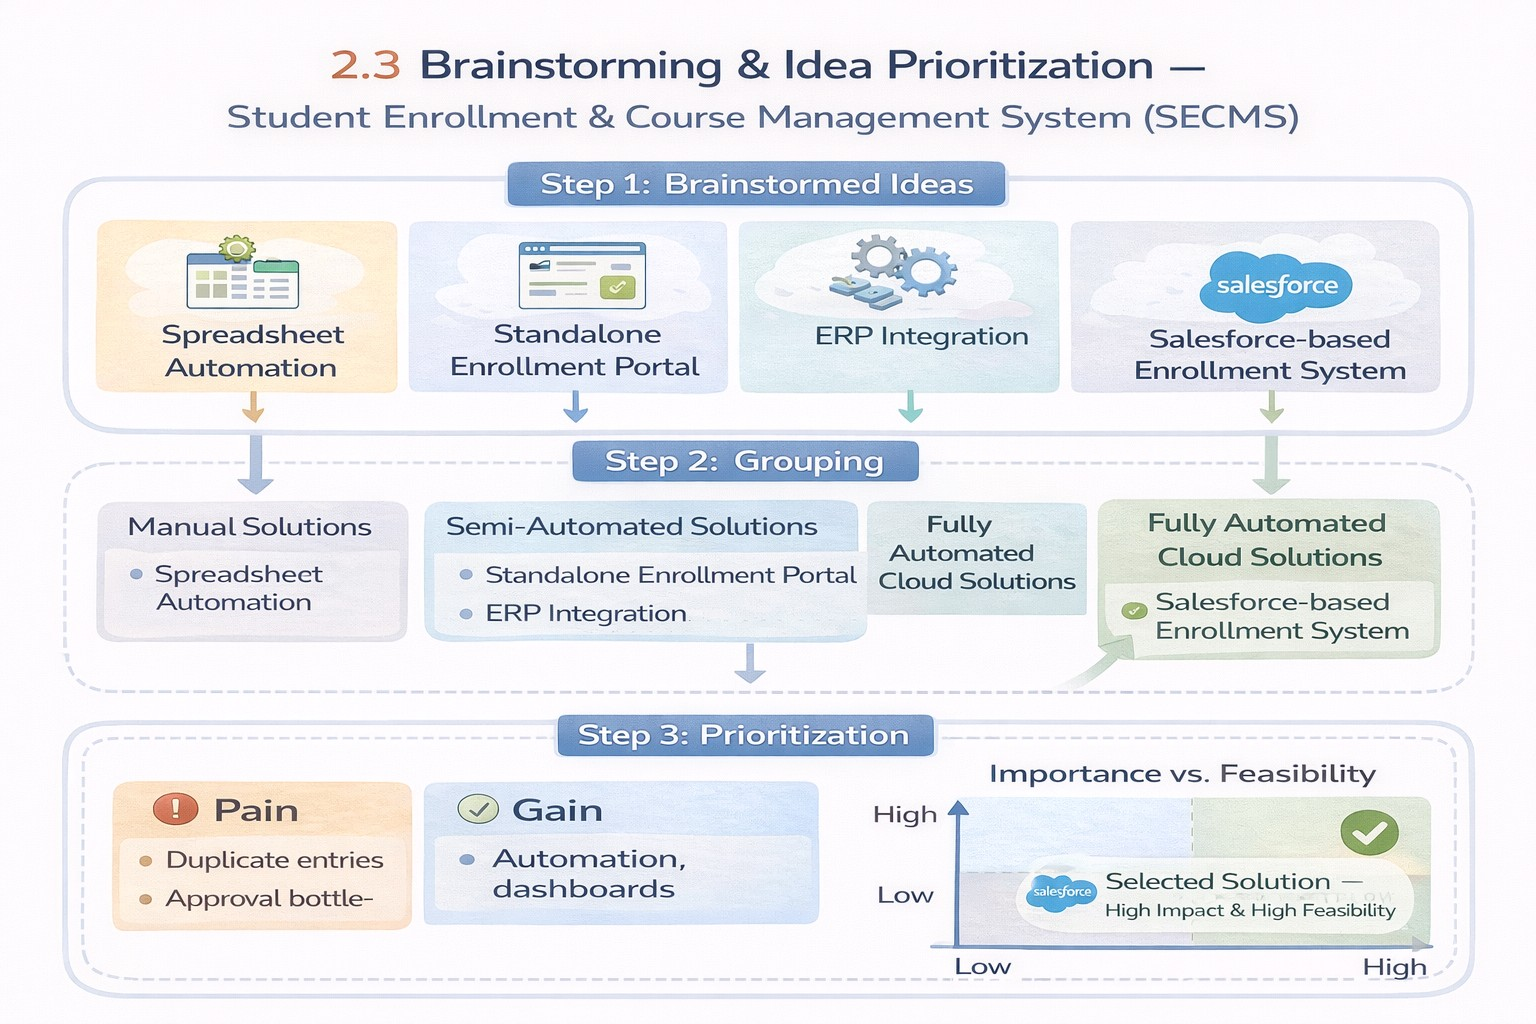 2.3 Brainstorming & Idea Prioritization —
Student Enrollment & Course Management System (SECMS)
Step 1: Brainstormed Ideas
Spreadsheet
Automation
Standalone
Enrollment Portal
ERP Integration
salesforce
Salesforce-based
Enrollment System
Step 2: Grouping
Manual Solutions
Spreadsheet
Automation
Semi-Automated Solutions
Standalone Enrollment Portal
ERP Integration
Fully
Automated
Cloud Solutions
Fully Automated
Cloud Solutions
Salesforce-based
Enrollment System
Step 3: Prioritization
! Pain
Duplicate entries
Approval bottle-
Gain
Automation,
dashboards
Importance vs. Feasibility
High
Low
salesforce
Selected Solution —
High Impact & High Feasibility
Low
High